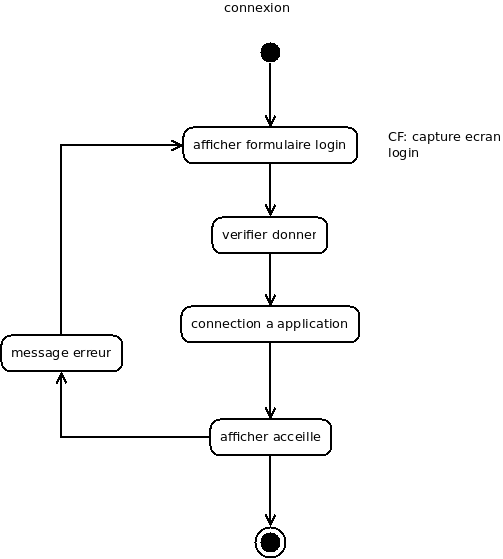 connexion
afficher formulaire login
CF: capture ecran
login
verifier donner
connection a application
message erreur
afficher acceille